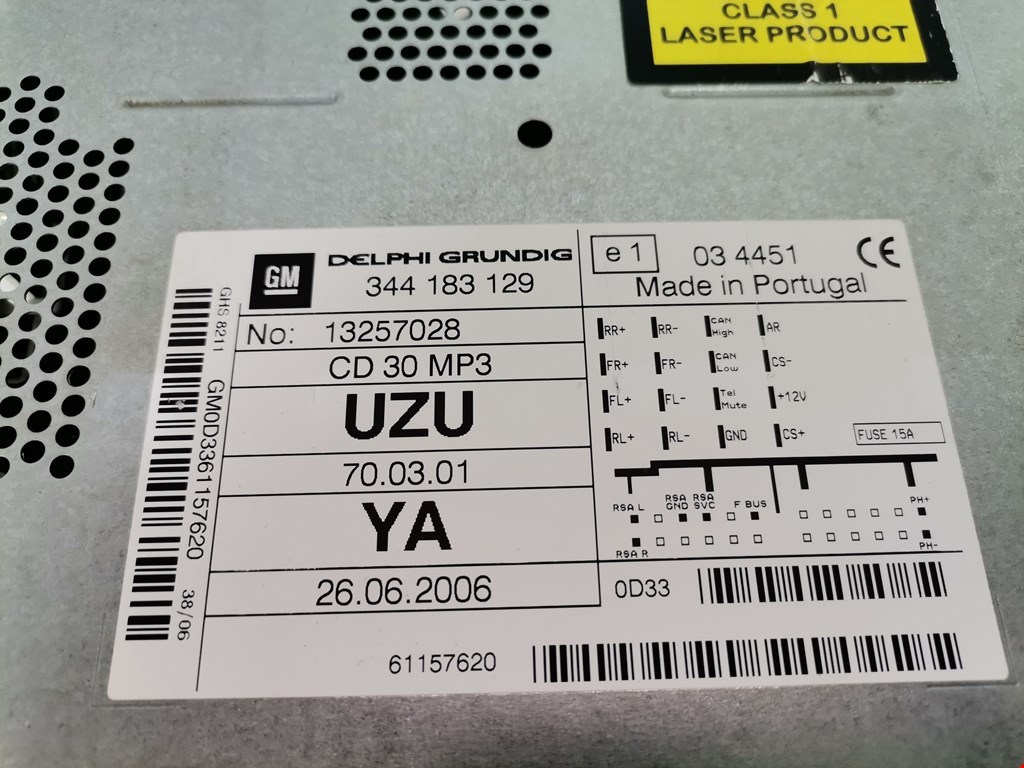 CLASS 1
LASER PRODUCT
GM
DELPHI GRUNDIG
344 183 129
e 1
03 4451
CE
Made in Portugal
No: 13257028
CD 30 MP3
UZU
70.03.01
YA
26.06.2006
GHS 8211
GM0D3361157620
38/06
RR+ RR- CAN High AR
FR+ FR- CAN Low CS-
FL+ FL- Tel Mute +12V
RL+ RL- GND CS+
FUSE 15A
RSA L RSA GND RSA SVC F BUS PH+
RSA R PH-
0D33
61157620